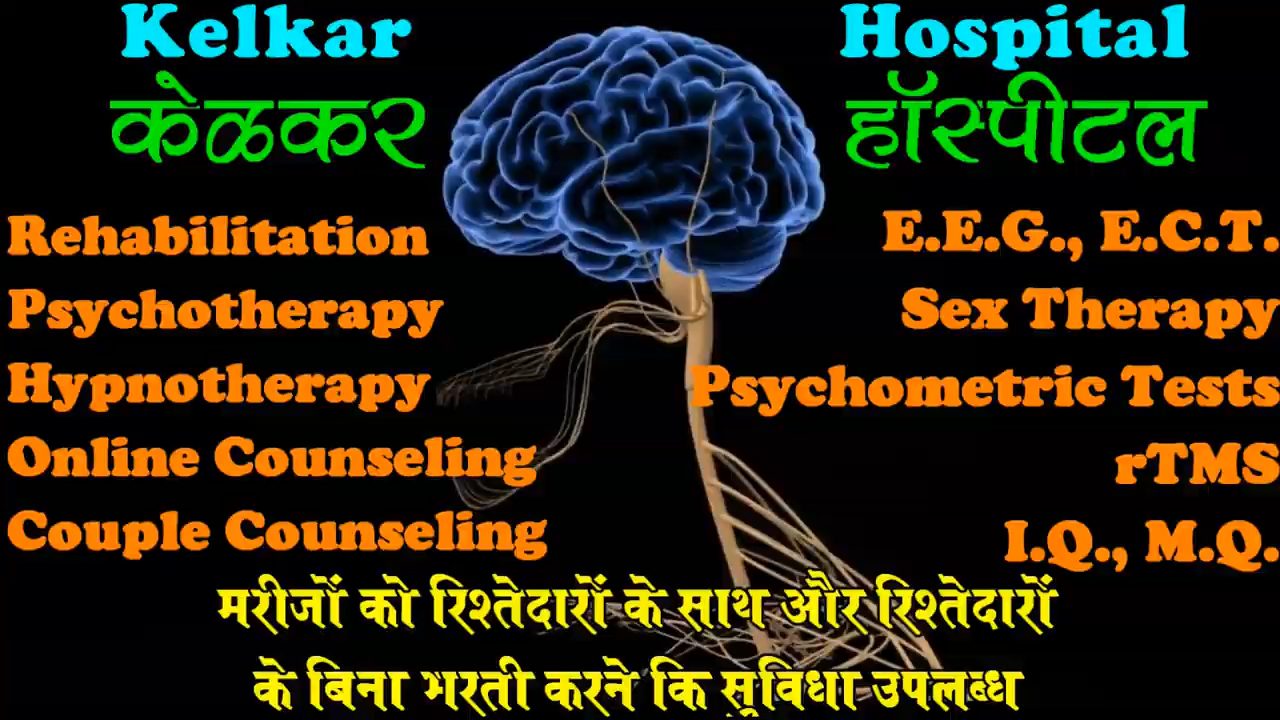 Kelkar Hospital
केळकर हॉस्पीटल
Rehabilitation
Psychotherapy
Hypnotherapy
Online Counseling
Couple Counseling
E.E.G., E.C.T.
Sex Therapy
Psychometric Tests
rTMS
I.Q., M.Q.
मरीजों को रिश्तेदारों के साथ और रिश्तेदारों
के बिना भरती करने कि सुविधा उपलब्ध